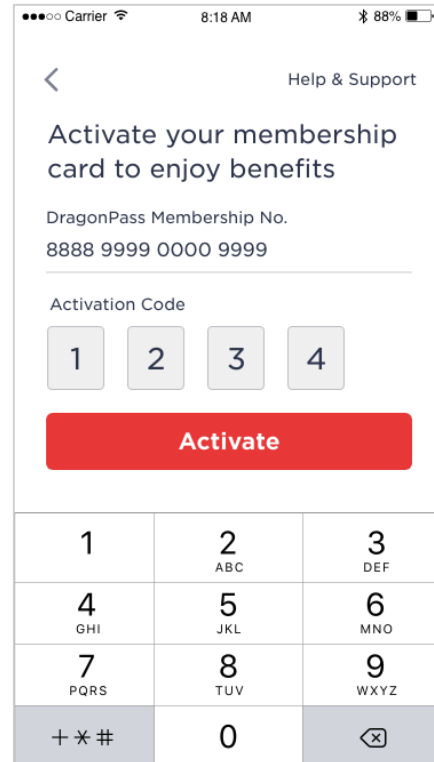 Carrier 8:18 AM 88%
Help & Support
Activate your membership
card to enjoy benefits
DragonPass Membership No.
8888 9999 0000 9999
Activation Code
1 2 3 4
Activate
1 2 3
ABC DEF
4 5 6
GHI JKL MNO
7 8 9
PQRS TUV WXYZ
+*# 0